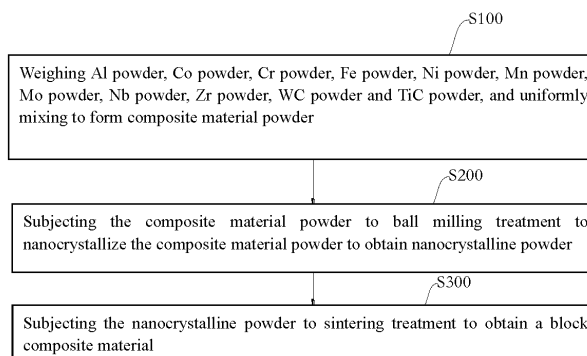 S100
Weighing Al powder, Co powder, Cr powder, Fe powder, Ni powder, Mn powder,
Mo powder, Nb powder, Zr powder, WC powder and TiC powder, and uniformly
mixing to form composite material powder
S200
Subjecting the composite material powder to ball milling treatment to
nanocrystallize the composite material powder to obtain nanocrystalline powder
S300
Subjecting the nanocrystalline powder to sintering treatment to obtain a block
composite material